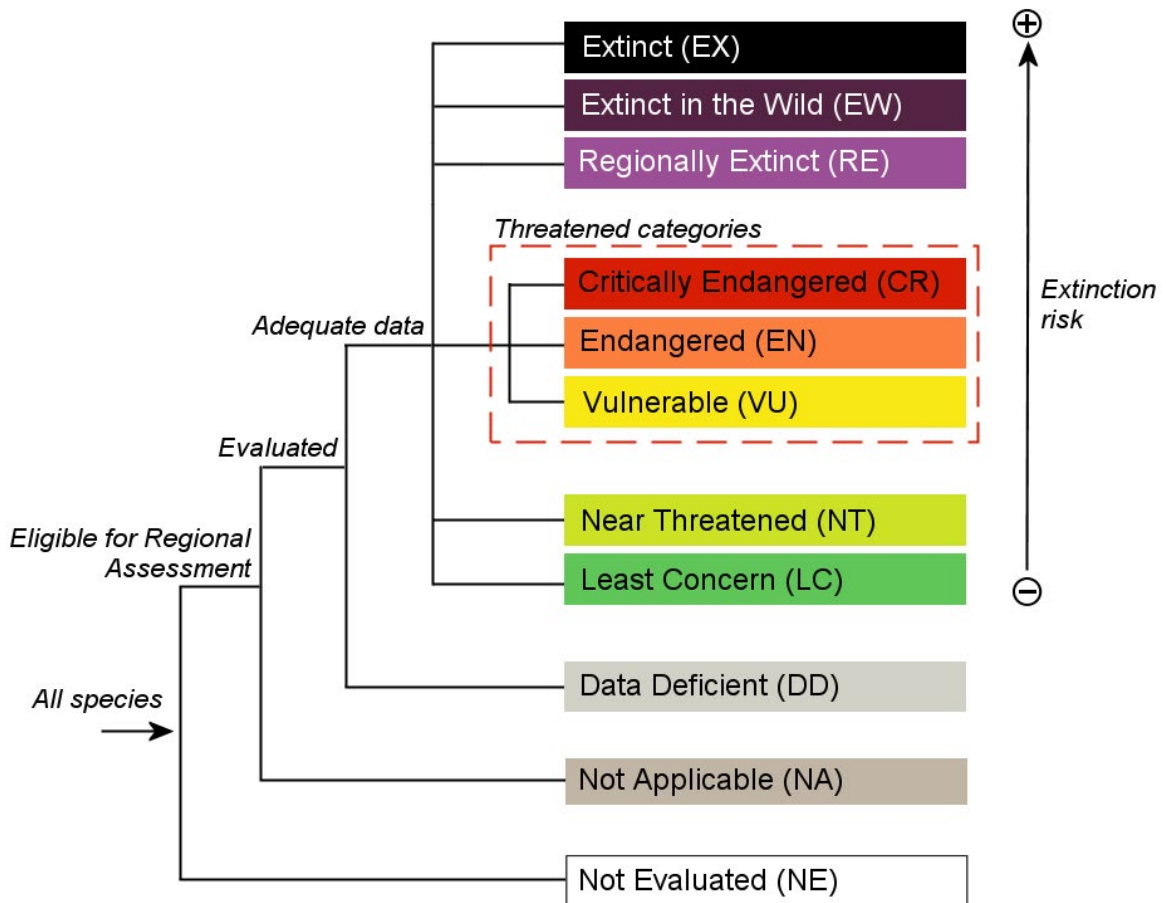 Extinct (EX)
Extinct in the Wild (EW)
Regionally Extinct (RE)
Threatened categories
Critically Endangered (CR)
Extinction
risk
Adequate data
Endangered (EN)
Vulnerable (VU)
Evaluated
Near Threatened (NT)
Eligible for Regional
Assessment
Least Concern (LC)
All species
Data Deficient (DD)
Not Applicable (NA)
Not Evaluated (NE)